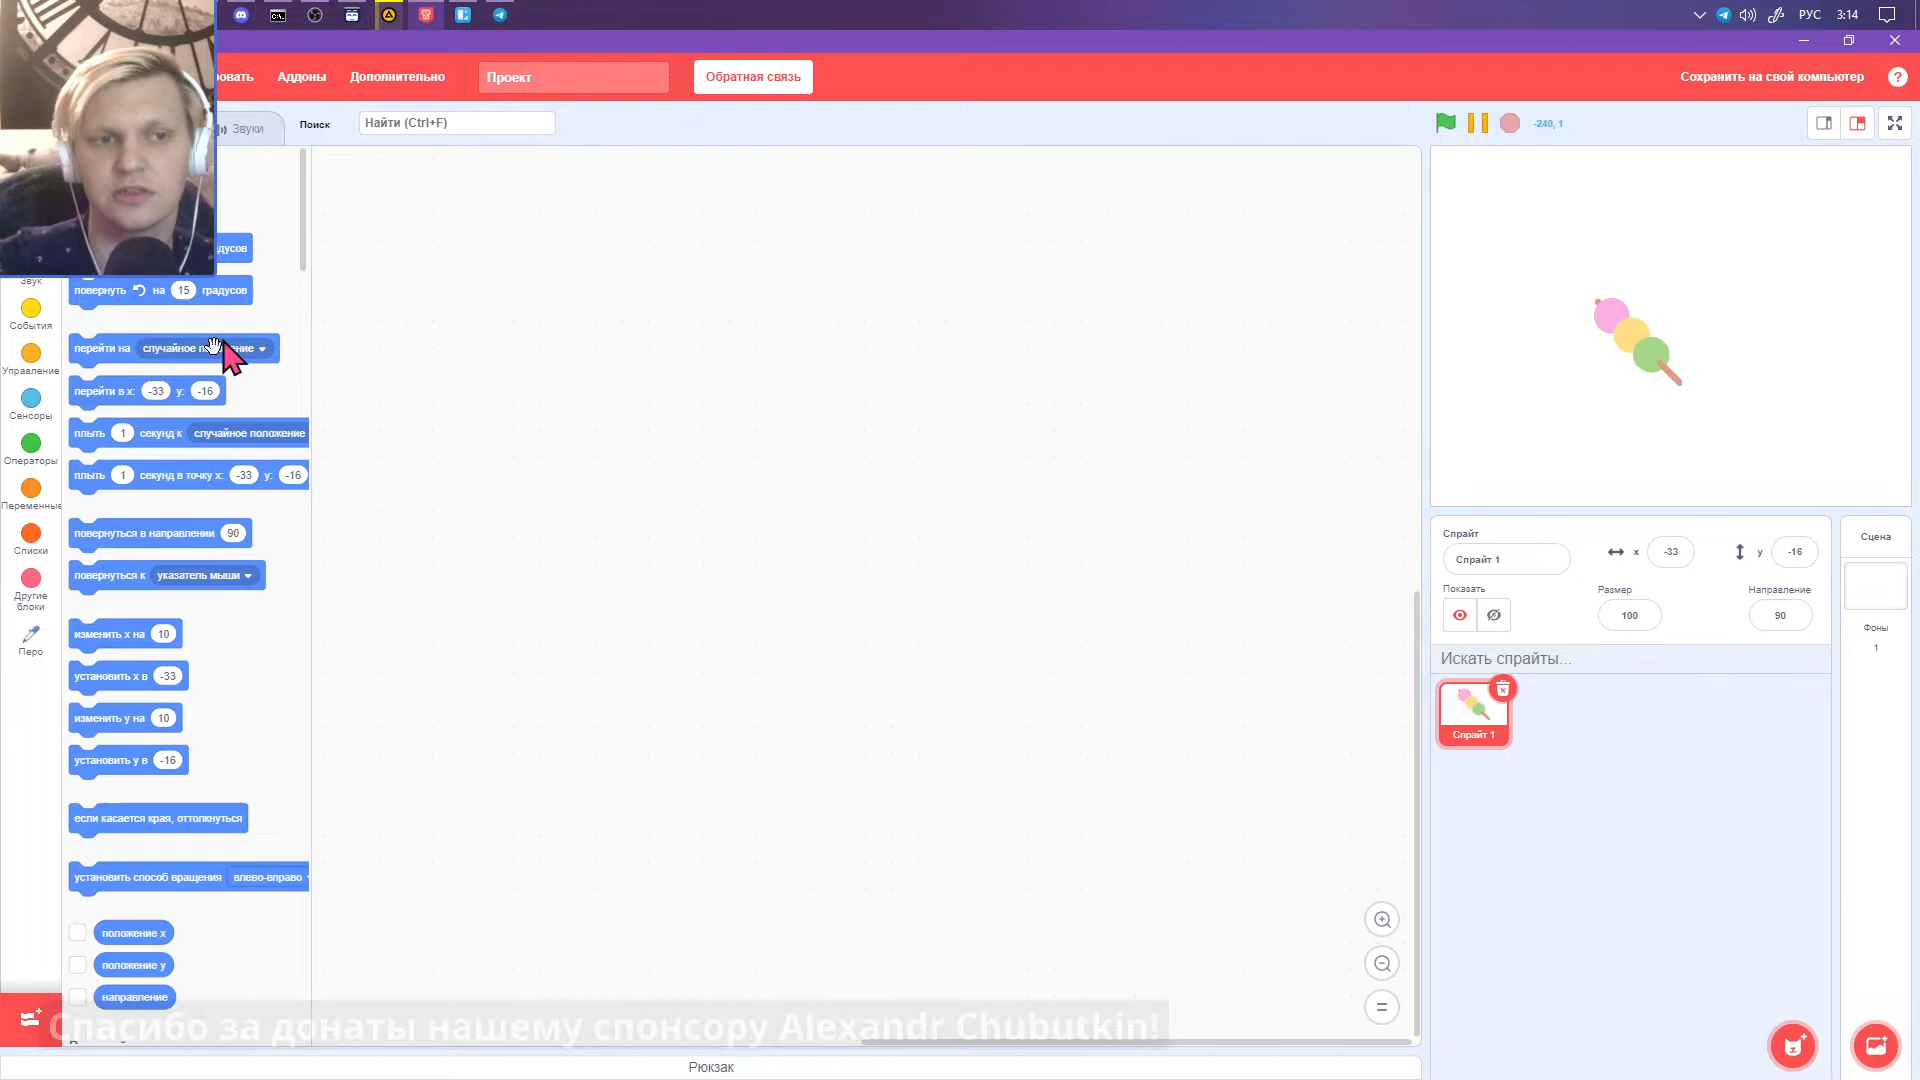 РУС
3:14
ровать
Аддоны
Дополнительно
Проект
Обратная связь
Сохранить на свой компьютер
?
Звуки
Поиск
Найти (Ctrl+F)
-240, 1
дусов
Звук
повернуть на 15 градусов
События
перейти на
Управление
перейти в x: -33 y: -16
Сенсоры
плыть 1 секунд к случайное положение
Операторы
плыть 1 секунд в точку x: -33 y: -16
Переменные
повернуться в направлении 90
Списки
повернуться к указатель мыши
Другие
блоки
изменить x на 10
Перо
установить x в -33
изменить y на 10
установить y в -16
если касается края, оттолкнуться
установить способ вращения влево-вправо
положение x
положение y
направление
Спасибо за донаты нашему спонсору Alexandr Chubutkin!
Рюкзак
Спрайт
Спрайт 1
x -33
y -16
Показать
Размер
100
Направление
90
Искать спрайты...
Спрайт 1
Сцена
Фоны
1